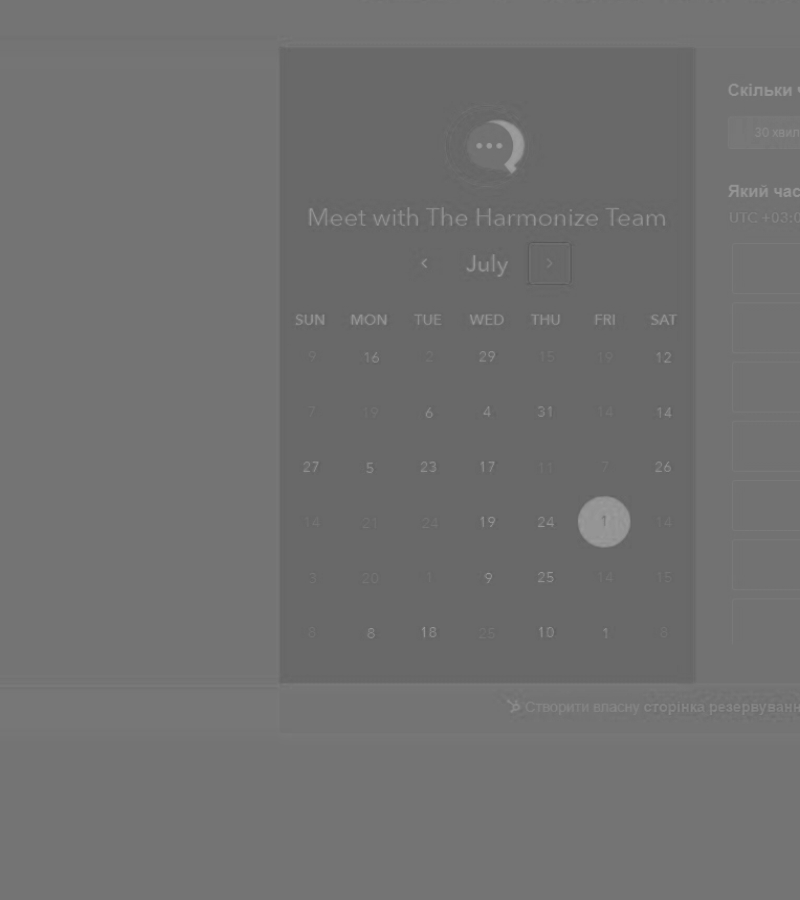 Скільки
30 хвил
Meet with The Harmonize Team
Який час
UTC +03:0
July
SUN MON TUE WED THU FRI SAT
9 16 2 29 15 19 12
7 19 6 4 31 14 14
27 5 23 17 11 7 26
14 21 24 19 24 1 14
3 20 1 9 25 14 15
8 8 18 25 10 1 8
Створити власну сторінка резервуванн